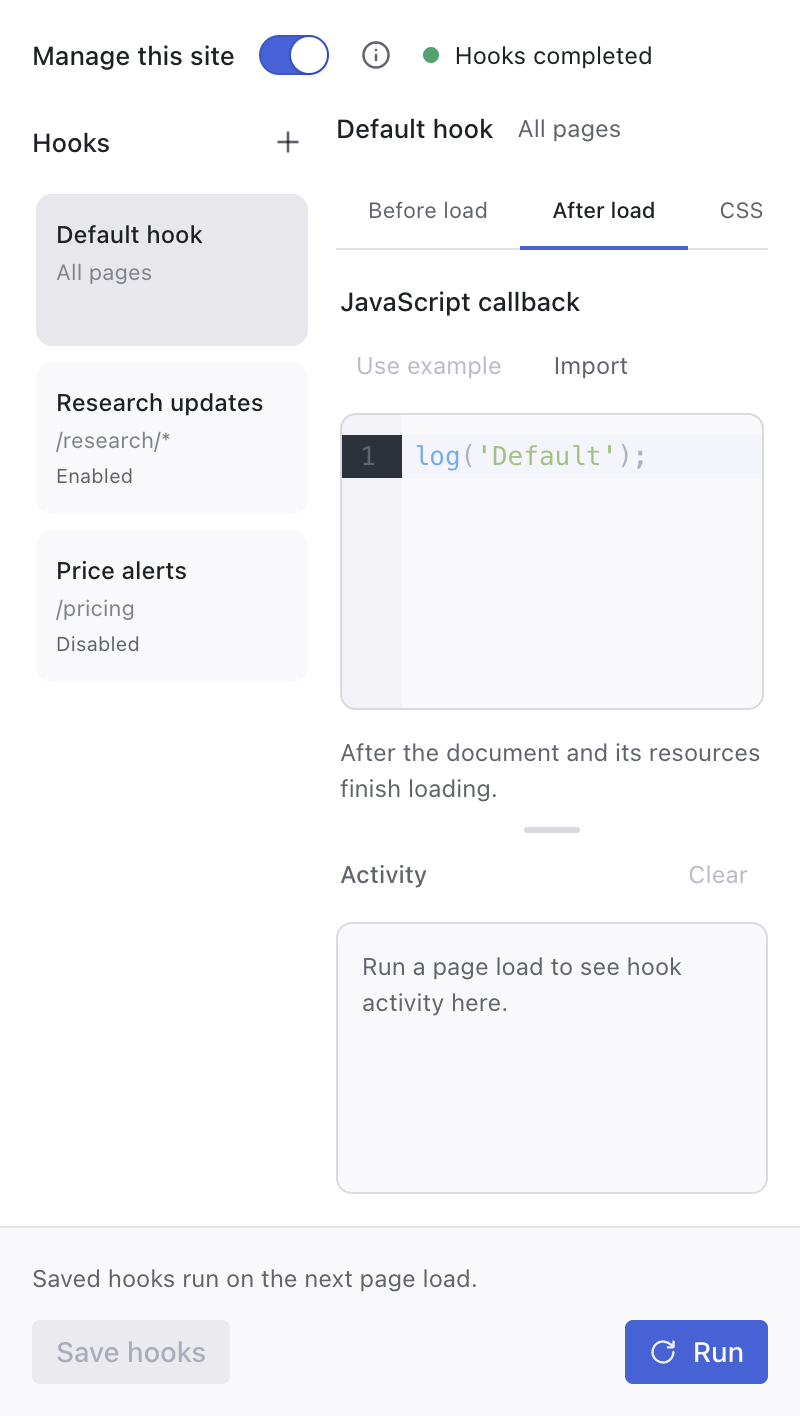 Manage this site
Hooks completed
Hooks
Default hook
All pages
Research updates
/research/*
Enabled
Price alerts
/pricing
Disabled
Default hook All pages
Before load After load CSS
JavaScript callback
Use example Import
1 log('Default');
After the document and its resources
finish loading.
Activity Clear
Run a page load to see hook
activity here.
Saved hooks run on the next page load.
Save hooks Run